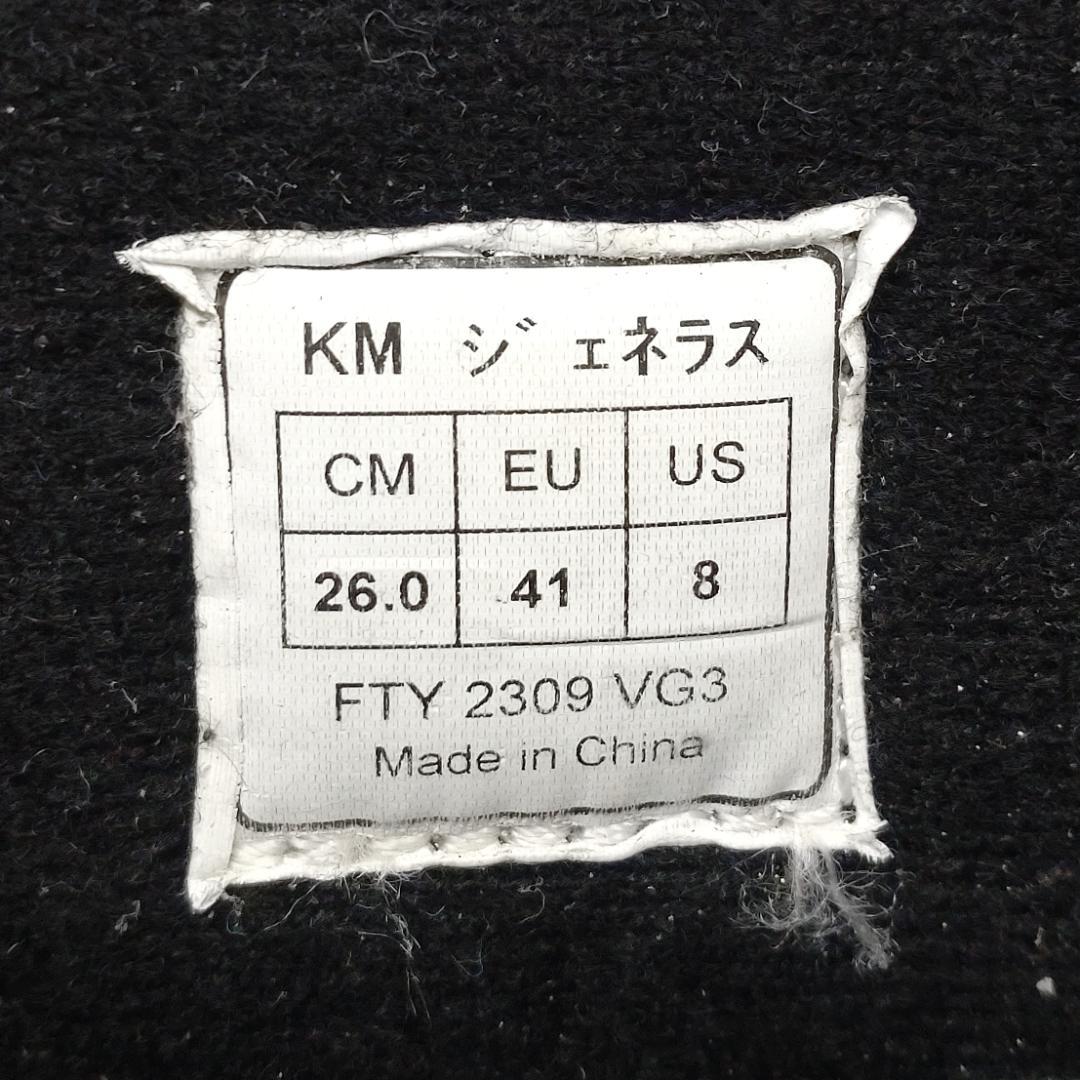 KM ジェネラス
CM EU US
26.0 41 8
FTY 2309 VG3
Made in China